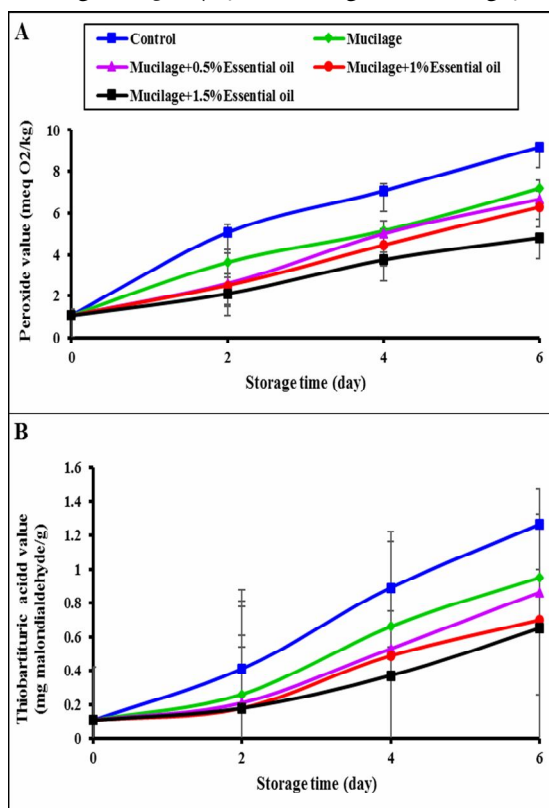 A
Control
Mucilage
Mucilage+0.5%Essential oil
Mucilage+1%Essential oil
Mucilage+1.5%Essential oil
Peroxide value (meq O2/kg)
10
8
6
4
2
0
0 2 4 6
Storage time (day)
B
Thiobartituric acidd value
(mg malondialdehyde/g)
1.6
1.4
1.2
1
0.8
0.6
0.4
0.2
0
0 2 4 6
Storage time (day)